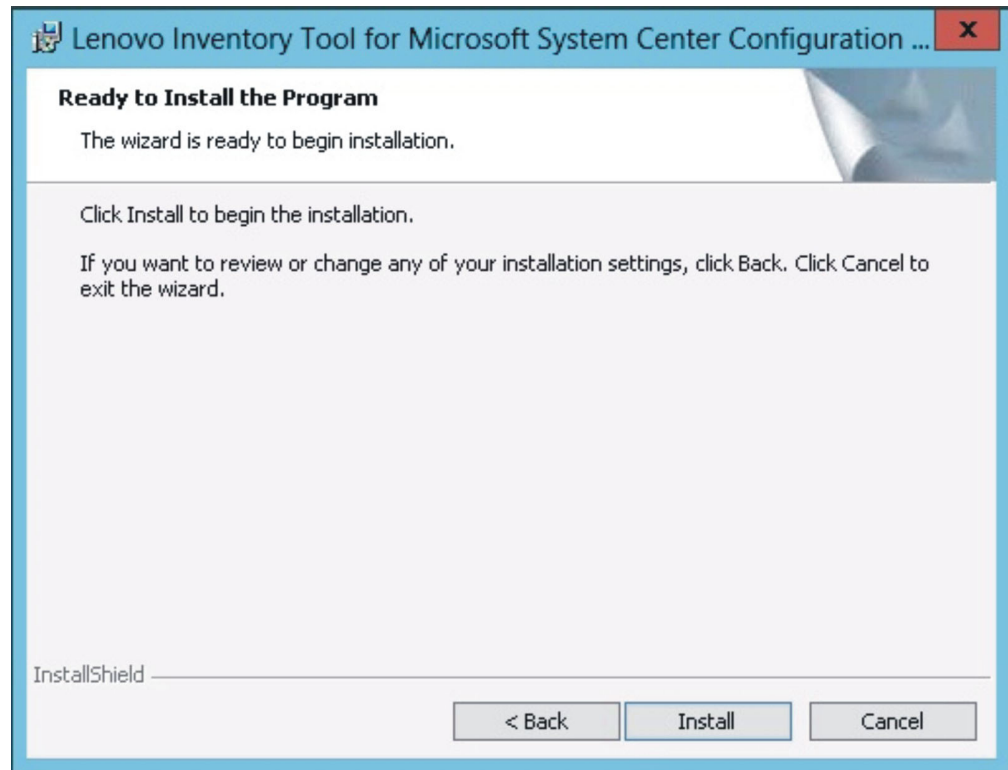 Lenovo Inventory Tool for Microsoft System Center Configuration ...
x
Ready to Install the Program
The wizard is ready to begin installation.
Click Install to begin the installation.
If you want to review or change any of your installation settings, click Back. Click Cancel to
exit the wizard.
InstallShield
< Back
Install
Cancel